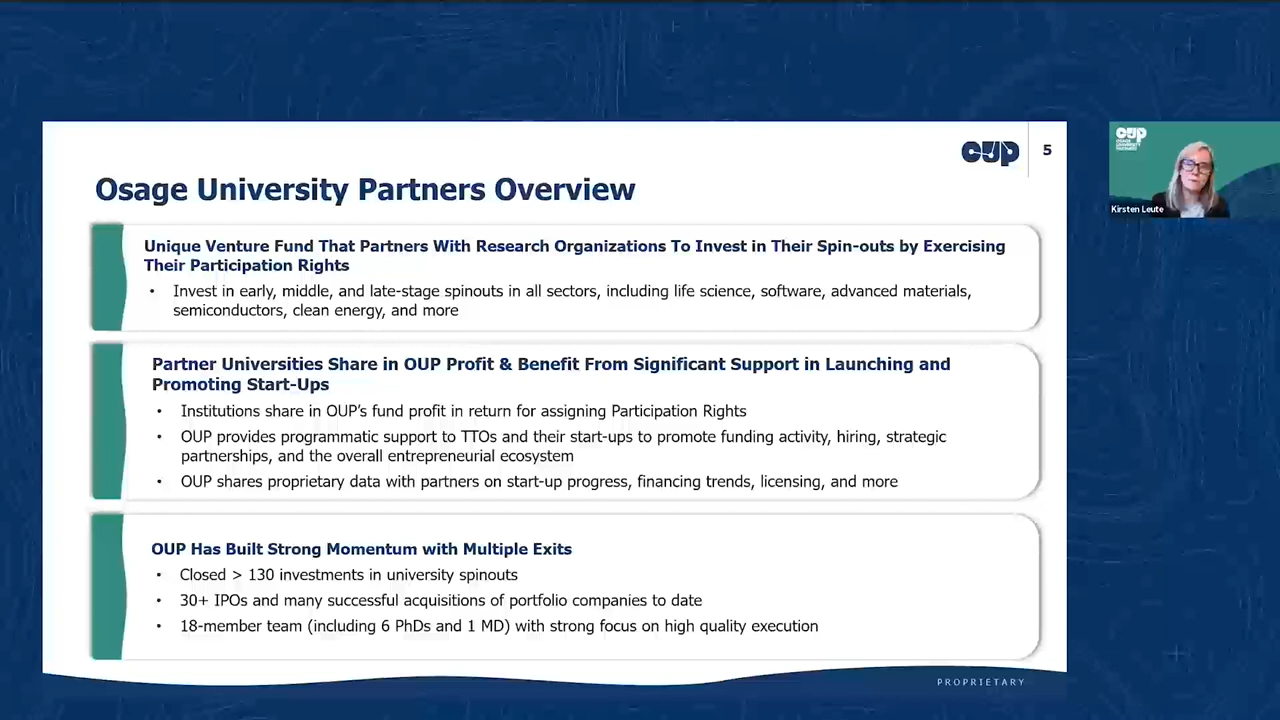 oup
5
Osage University Partners Overview
Unique Venture Fund That Partners With Research Organizations To Invest in Their Spin-outs by Exercising
Their Participation Rights
• Invest in early, middle, and late-stage spinouts in all sectors, including life science, software, advanced materials,
semiconductors, clean energy, and more
Partner Universities Share in OUP Profit & Benefit From Significant Support in Launching and
Promoting Start-Ups
• Institutions share in OUP’s fund profit in return for assigning Participation Rights
• OUP provides programmatic support to TTOs and their start-ups to promote funding activity, hiring, strategic
partnerships, and the overall entrepreneurial ecosystem
• OUP shares proprietary data with partners on start-up progress, financing trends, licensing, and more
OUP Has Built Strong Momentum with Multiple Exits
• Closed > 130 investments in university spinouts
• 30+ IPOs and many successful acquisitions of portfolio companies to date
• 18-member team (including 6 PhDs and 1 MD) with strong focus on high quality execution
PROPRIETARY
oup
OSAGE
UNIVERSITY
PARTNERS
Kirsten Leute